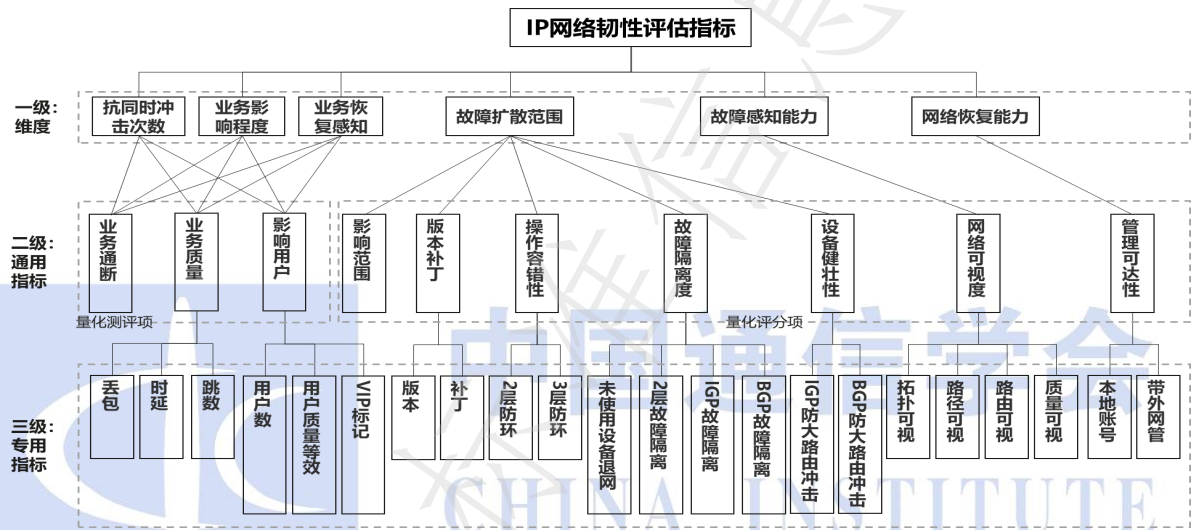 IP网络韧性评估指标
一级：
维度
抗同时冲
击次数
业务影
响程度
业务恢
复感知
故障扩散范围
故障感知能力
网络恢复能力
二级：
通用
指标
业务通断
业务质量
影响用户
影响范围
版本补丁
操作容错性
故障隔离度
设备健壮性
网络可视度
管理可达性
量化测评项
量化评分项
三级：
专用
指标
丢包
时延
跳数
用户数
用户质量等效
VIP标记
版本
补丁
2层防环
3层防环
未使用设备退网
2层故障隔离
IGP故障隔离
BGP故障隔离
IGP防大路由冲击
BGP防大路由冲击
拓扑可视
路径可视
路由可视
质量可视
本地账号
带外网管
中国通信学会
CHINA INSTITUTE